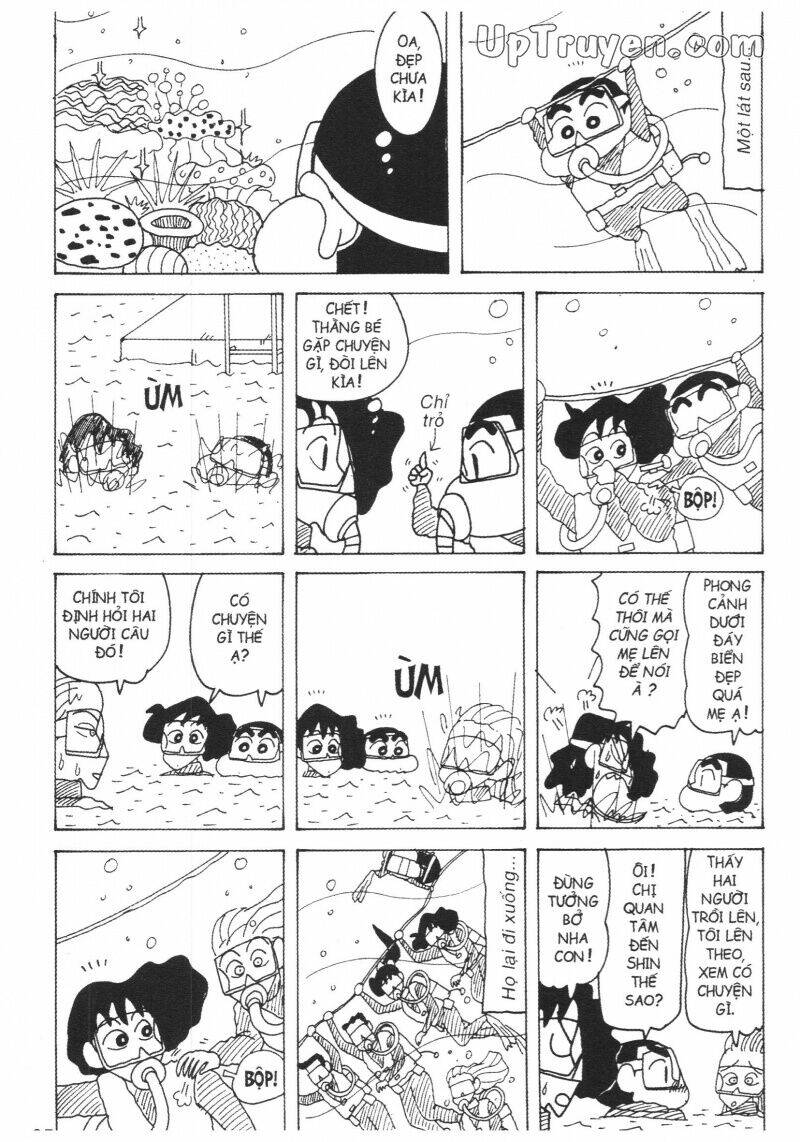 UpTruyen.com
Một lát sau...
OA,
ĐẸP
CHƯA
KÌA!
BỘP!
CHẾT!
THẰNG BÉ
GẶP CHUYỆN
GÌ, ĐÒI LÊN
KÌA!
Chỉ
trỏ
ÙM
PHONG
CẢNH
DƯỚI
ĐÁY
BIỂN
ĐẸP
QUÁ
MẸ Ạ!
CÓ THẾ
THÔI MÀ
CŨNG GỌI
MẸ LÊN
ĐỂ NÓI
À?
ÙM
CÓ
CHUYỆN
GÌ THẾ
Ạ?
CHÍNH TÔI
ĐỊNH HỎI HAI
NGƯỜI CÂU
ĐÓ!
THẤY
HAI
NGƯỜI
TRỒI LÊN,
TÔI LÊN
THEO,
XEM CÓ
CHUYỆN
GÌ.
ÔI!
CHỊ
QUAN
TÂM
ĐẾN
SHIN
THẾ
SAO?
ĐỪNG
TƯỞNG
BỞ
NHA
CON!
Họ lại đi xuống...
BỘP!